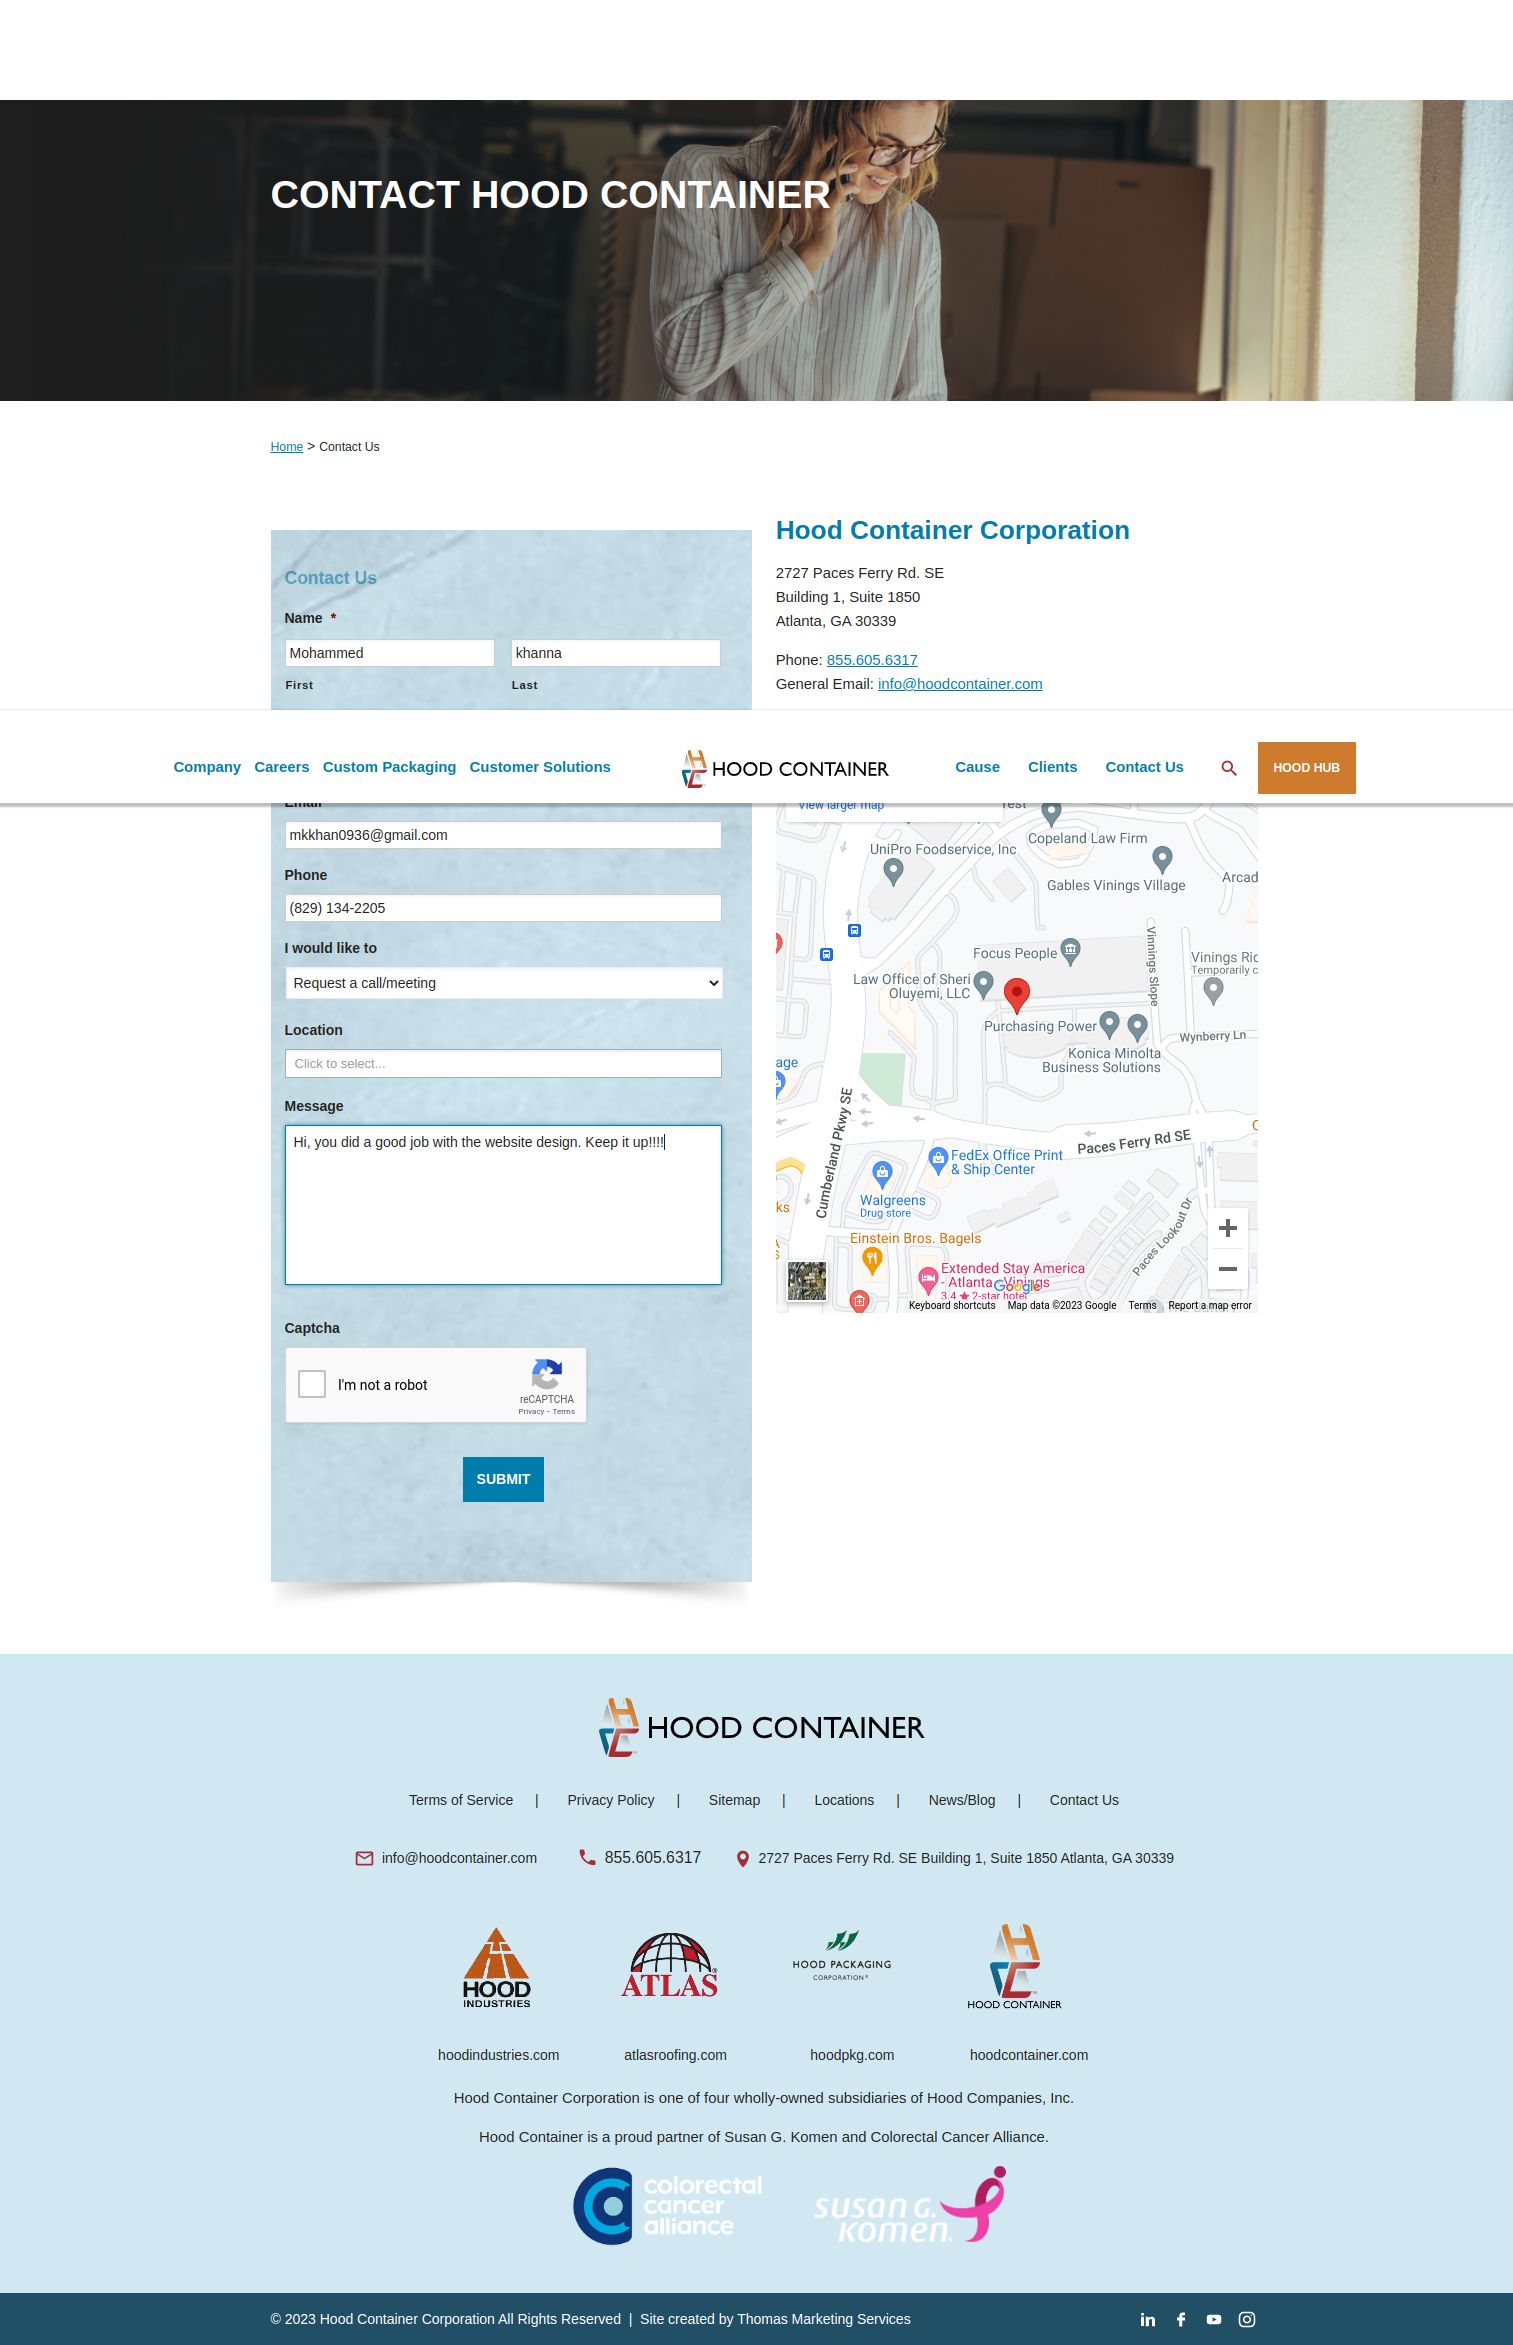 CONTACT HOOD CONTAINER
Home > Contact Us
Contact Us
Name *
Mohammed
khanna
First
Last
Hood Container Corporation
2727 Paces Ferry Rd. SE
Building 1, Suite 1850
Atlanta, GA 30339
Phone: 855.605.6317
General Email: info@hoodcontainer.com
Company Careers Custom Packaging Customer Solutions
HOOD CONTAINER
Cause Clients Contact Us
HOOD HUB
Email
mkkhan0936@gmail.com
Phone
(829) 134-2205
I would like to
Request a call/meeting
Location
Click to select...
Message
Hi, you did a good job with the website design. Keep it up!!!!
Captcha
I'm not a robot
reCAPTCHA
Privacy - Terms
SUBMIT
View larger map
Copeland Law Firm
UniPro Foodservice, Inc
Gables Vinings Village
Arcad
Focus People
Vinnings Slope
Vinings Ric
Temporarily c
Law Office of Sheri
Oluyemi, LLC
Purchasing Power
Wynberry Ln
Konica Minolta
Business Solutions
age
Cumberland Pkwy SE
Paces Ferry Rd SE
FedEx Office Print
& Ship Center
Walgreens
Drug store
ks
Paces Lookout Dr
Einstein Bros. Bagels
Extended Stay America
- Atlanta - Vinings
3.4 ★ 2-star hotel
Google
Keyboard shortcuts
Map data ©2023 Google
Terms
Report a map error
HOOD CONTAINER
Terms of Service | Privacy Policy | Sitemap | Locations | News/Blog | Contact Us
info@hoodcontainer.com
855.605.6317
2727 Paces Ferry Rd. SE Building 1, Suite 1850 Atlanta, GA 30339
HOOD
INDUSTRIES
ATLAS
HOOD PACKAGING
CORPORATION®
HOOD CONTAINER
hoodindustries.com
atlasroofing.com
hoodpkg.com
hoodcontainer.com
Hood Container Corporation is one of four wholly-owned subsidiaries of Hood Companies, Inc.
Hood Container is a proud partner of Susan G. Komen and Colorectal Cancer Alliance.
colorectal
cancer
alliance
susan g.
komen®
© 2023 Hood Container Corporation All Rights Reserved | Site created by Thomas Marketing Services